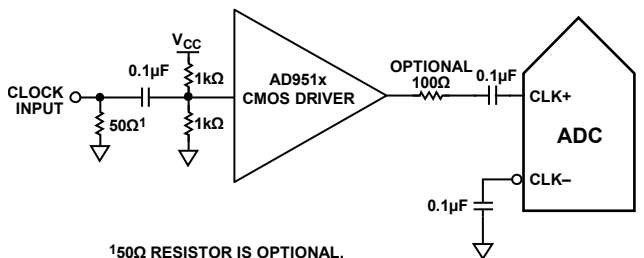 VCC
0.1µF
1kΩ
CLOCK
INPUT
50Ω1
1kΩ
AD951x
CMOS DRIVER
OPTIONAL
100Ω
0.1µF
CLK+
ADC
CLK–
0.1µF
150Ω RESISTOR IS OPTIONAL.